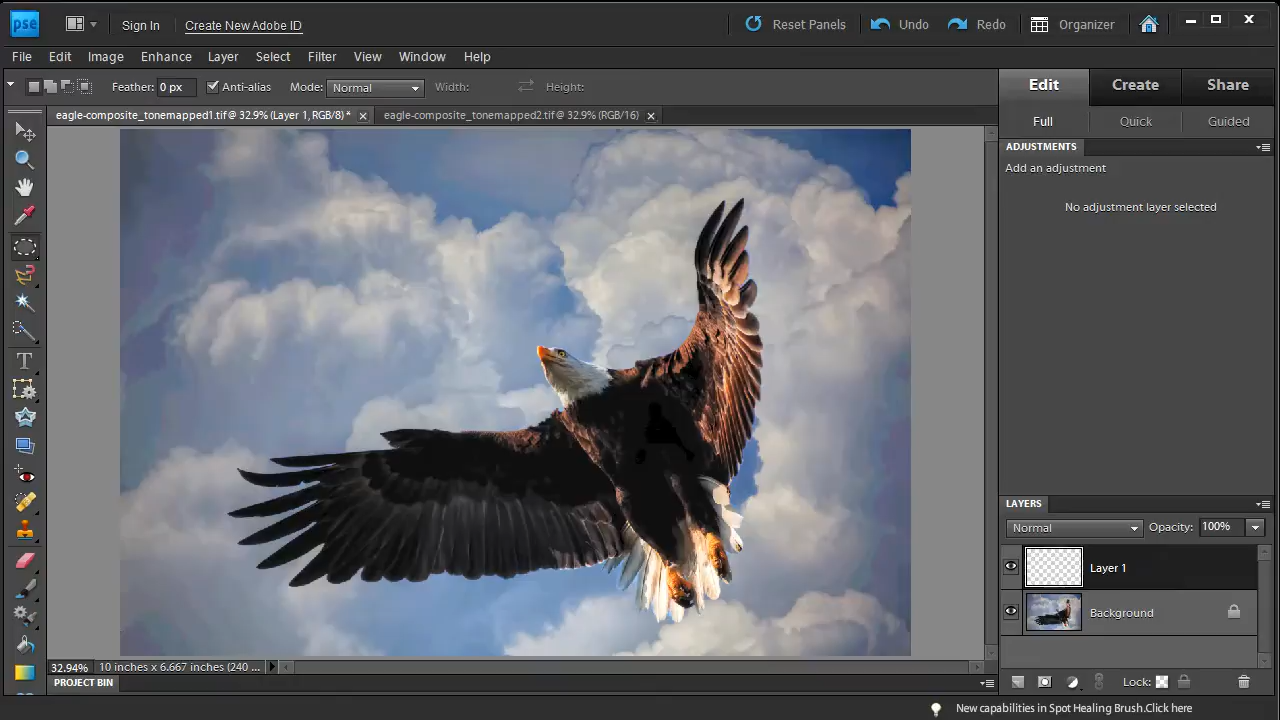 pse Sign In Create New Adobe ID Reset Panels Undo Redo Organizer
File Edit Image Enhance Layer Select Filter View Window Help
Feather: 0 px Anti-alias Mode: Normal Width: Height:
Edit Create Share
eagle-composite_tonemapped1.tif @ 32.9% (Layer 1, RGB/8) * eagle-composite_tonemapped2.tif @ 32.9% (RGB/16)
Full Quick Guided
ADJUSTMENTS
Add an adjustment
No adjustment layer selected
T
LAYERS
Normal Opacity: 100%
Layer 1
Background
32.94% 10 inches x 6.667 inches (240 ...
PROJECT BIN
Lock:
New capabilities in Spot Healing Brush.Click here